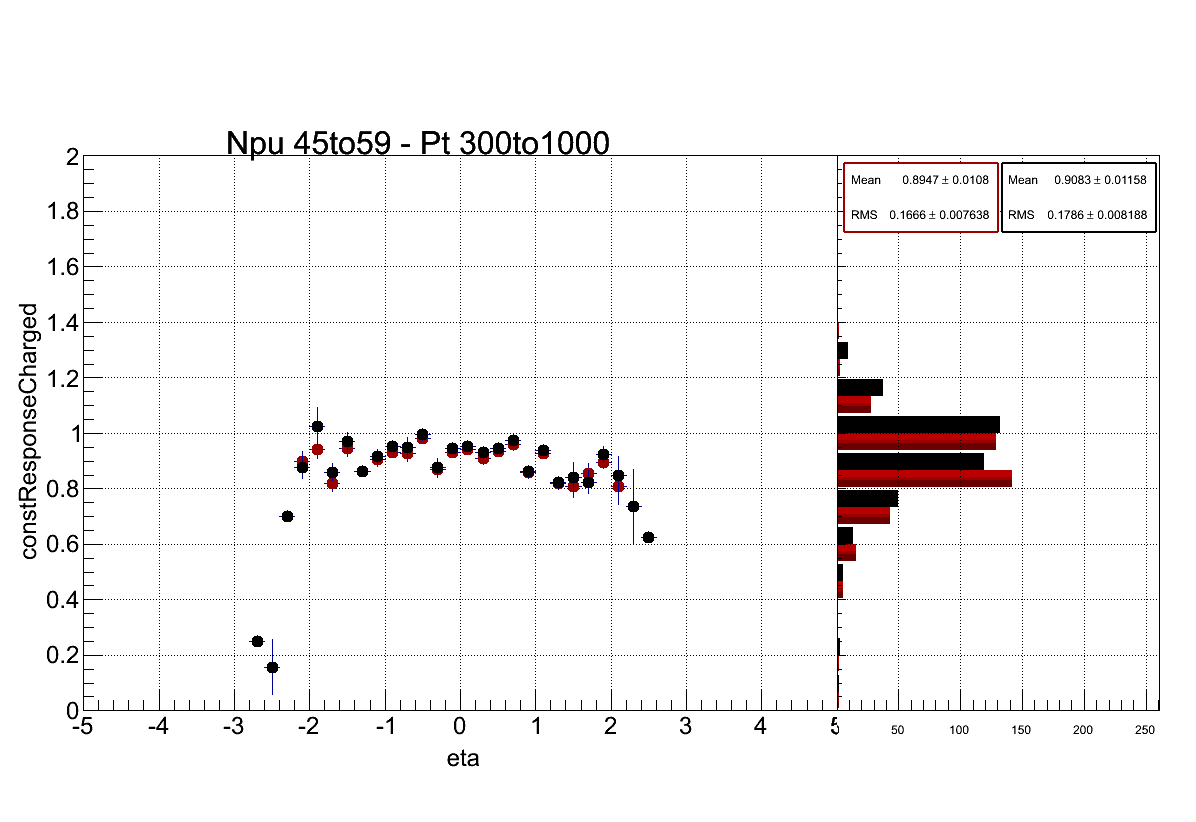 Npu 45to59 - Pt 300to1000
2
1.8
1.6
1.4
1.2
1
0.8
0.6
0.4
0.2
0
constResponseCharged
-5 -4 -3 -2 -1 0 1 2 3 4
eta
Mean 0.8947 ± 0.0108
RMS 0.1666 ± 0.007638
Mean 0.9083 ± 0.01158
RMS 0.1786 ± 0.008188
50 100 150 200 250